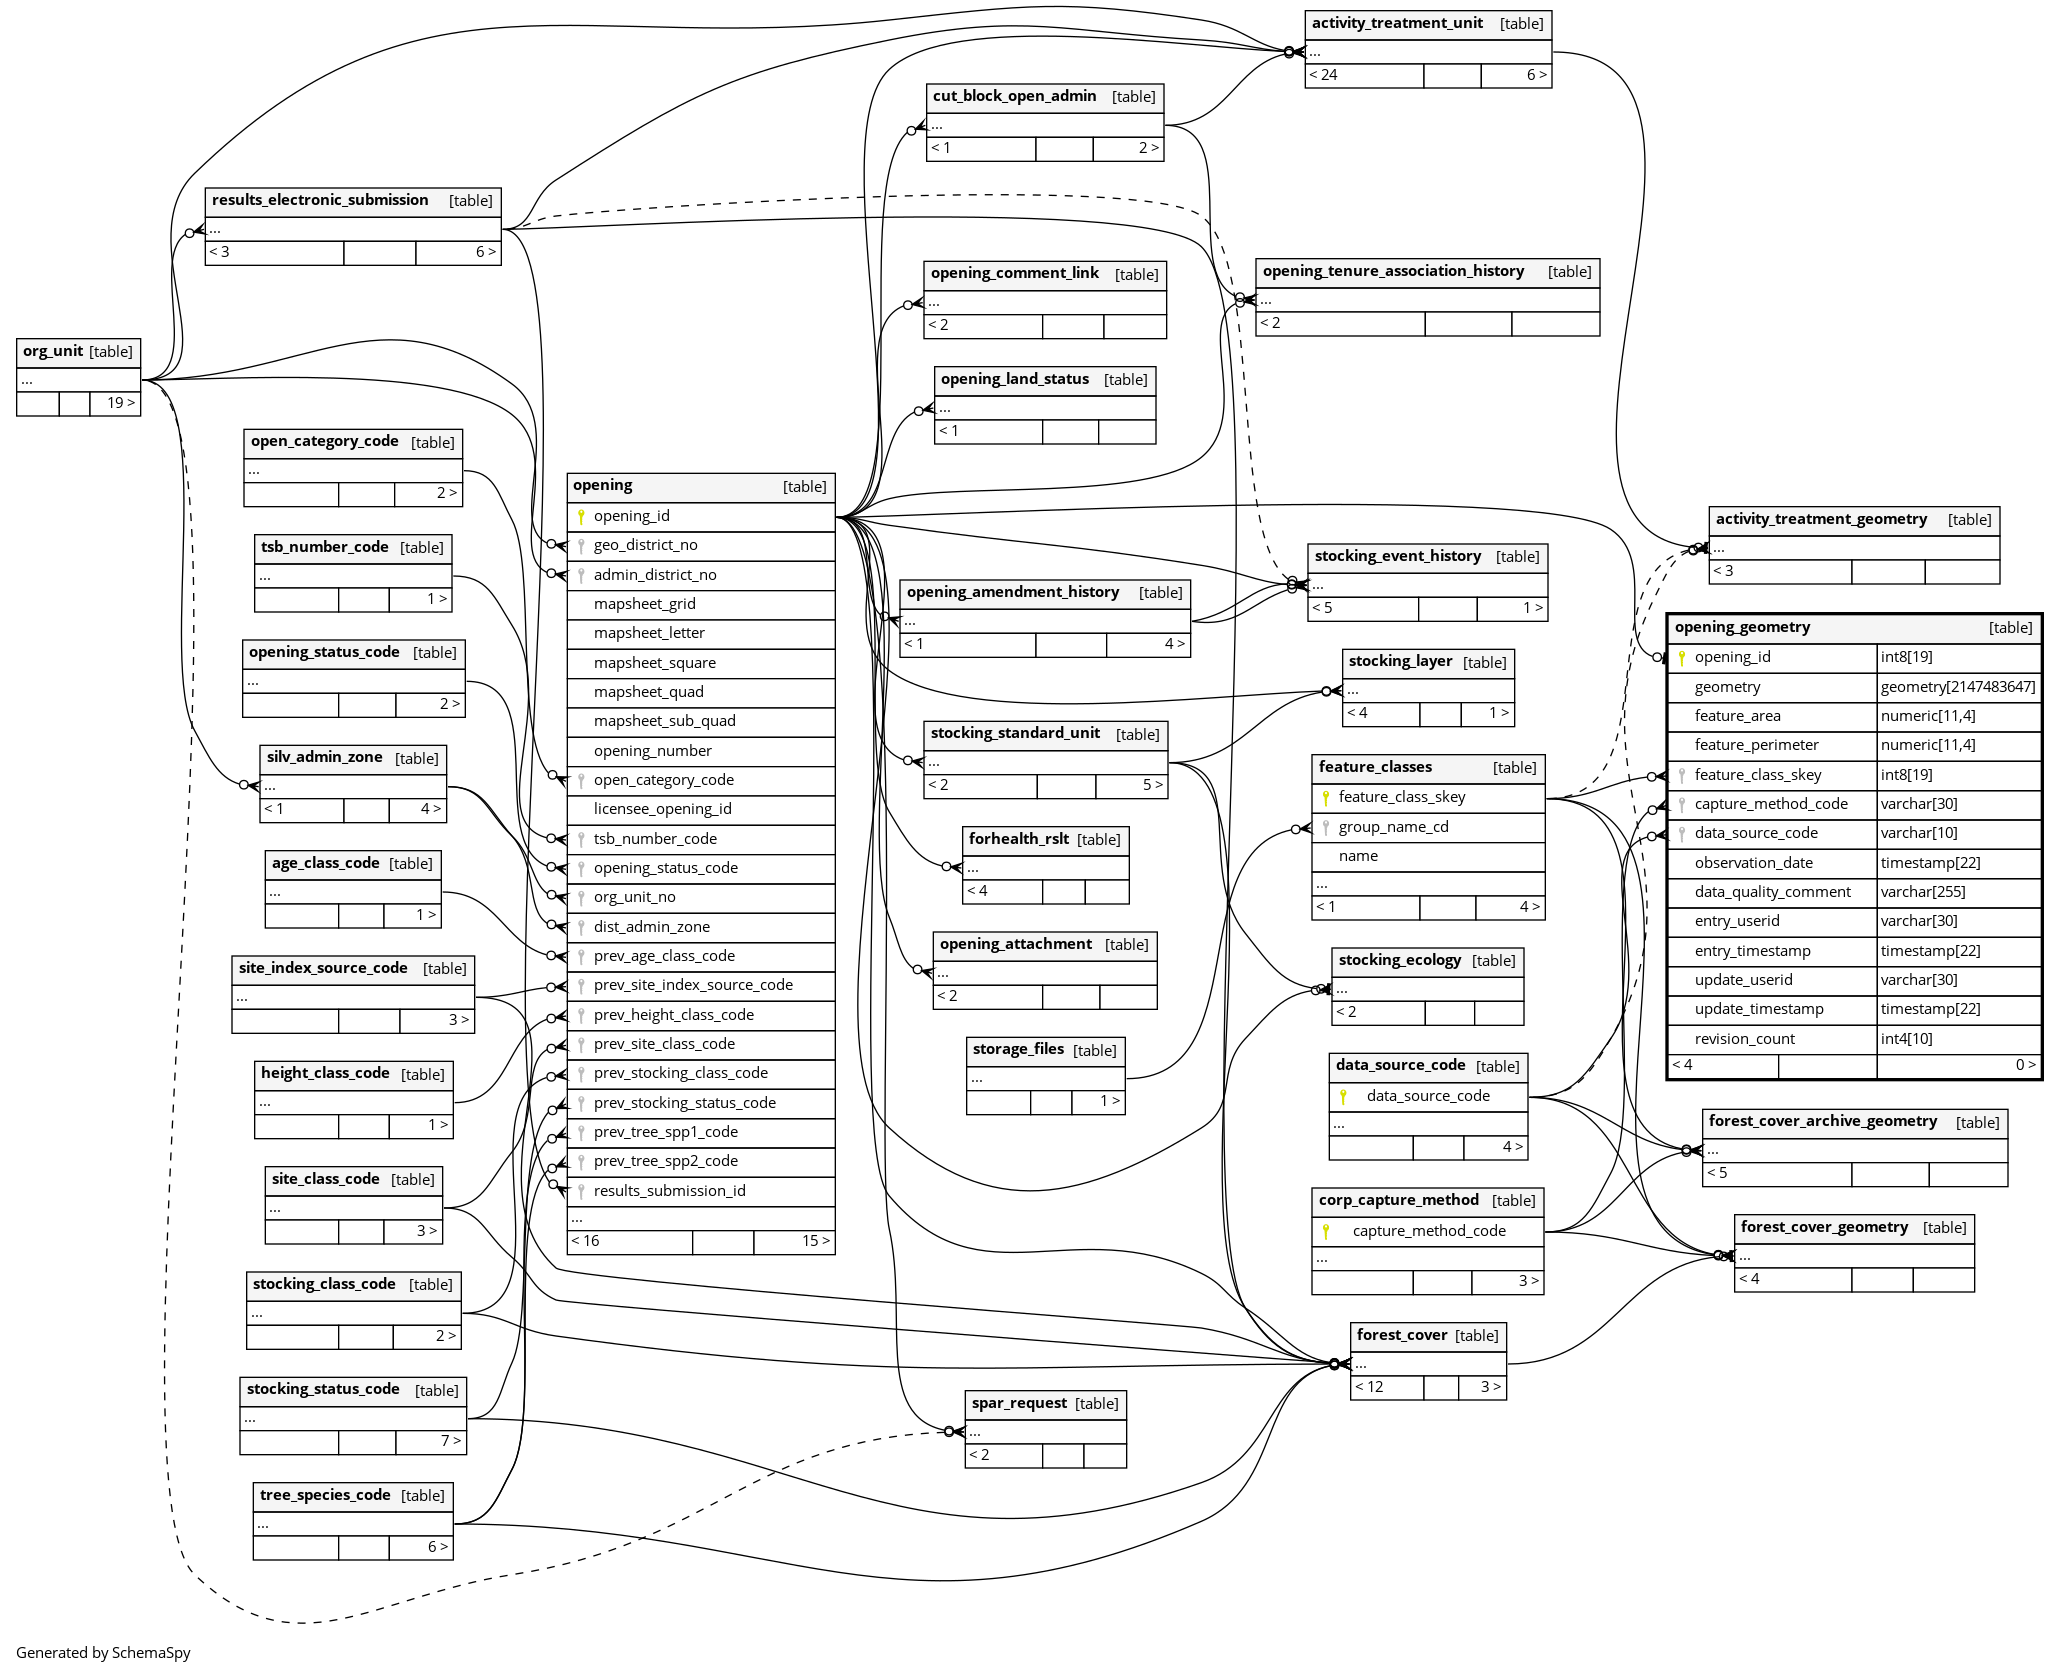 activity_treatment_unit [table]
...
< 24 6 >
cut_block_open_admin [table]
...
< 1 2 >
results_electronic_submission [table]
...
< 3 6 >
opening_comment_link [table]
...
< 2
opening_tenure_association_history [table]
...
< 2
org_unit [table]
...
19 >
opening_land_status [table]
...
< 1
open_category_code [table]
...
2 >
tsb_number_code [table]
...
1 >
opening_status_code [table]
...
2 >
silv_admin_zone [table]
...
< 1 4 >
age_class_code [table]
...
1 >
site_index_source_code [table]
...
3 >
height_class_code [table]
...
1 >
site_class_code [table]
...
3 >
stocking_class_code [table]
...
2 >
stocking_status_code [table]
...
7 >
tree_species_code [table]
...
6 >
opening [table]
opening_id
geo_district_no
admin_district_no
mapsheet_grid
mapsheet_letter
mapsheet_square
mapsheet_quad
mapsheet_sub_quad
opening_number
open_category_code
licensee_opening_id
tsb_number_code
opening_status_code
org_unit_no
dist_admin_zone
prev_age_class_code
prev_site_index_source_code
prev_height_class_code
prev_site_class_code
prev_stocking_class_code
prev_stocking_status_code
prev_tree_spp1_code
prev_tree_spp2_code
results_submission_id
...
< 16 15 >
opening_amendment_history [table]
...
< 1 4 >
stocking_standard_unit [table]
...
< 2 5 >
forhealth_rslt [table]
...
< 4
opening_attachment [table]
...
< 2
storage_files [table]
...
1 >
spar_request [table]
...
< 2
stocking_event_history [table]
...
< 5 1 >
stocking_layer [table]
...
< 4 1 >
feature_classes [table]
feature_class_skey
group_name_cd
name
...
< 1 4 >
stocking_ecology [table]
...
< 2
data_source_code [table]
data_source_code
...
4 >
corp_capture_method [table]
capture_method_code
...
3 >
forest_cover [table]
...
< 12 3 >
activity_treatment_geometry [table]
...
< 3
opening_geometry [table]
opening_id int8[19]
geometry geometry[2147483647]
feature_area numeric[11,4]
feature_perimeter numeric[11,4]
feature_class_skey int8[19]
capture_method_code varchar[30]
data_source_code varchar[10]
observation_date timestamp[22]
data_quality_comment varchar[255]
entry_userid varchar[30]
entry_timestamp timestamp[22]
update_userid varchar[30]
update_timestamp timestamp[22]
revision_count int4[10]
< 4 0 >
forest_cover_archive_geometry [table]
...
< 5
forest_cover_geometry [table]
...
< 4
Generated by SchemaSpy